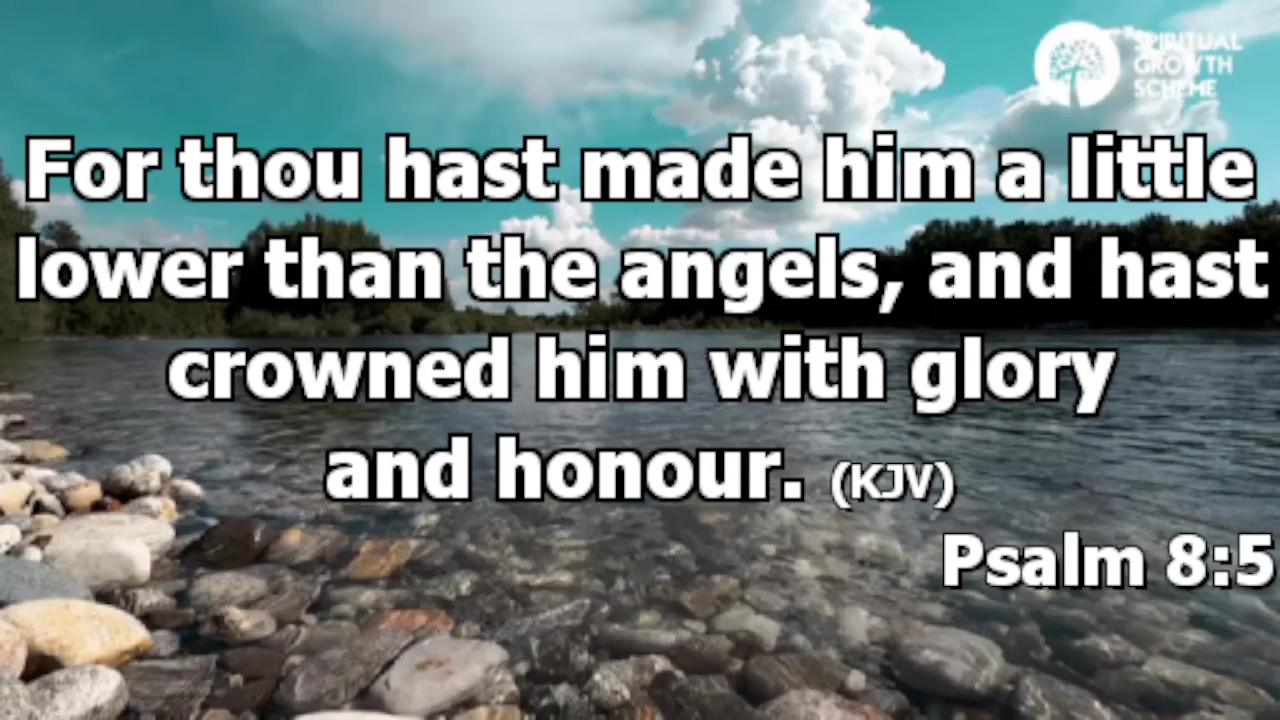 SPIRITUAL
GROWTH
SCHEME
For thou hast made him a little
lower than the angels, and hast
crowned him with glory
and honour. (KJV)
Psalm 8:5